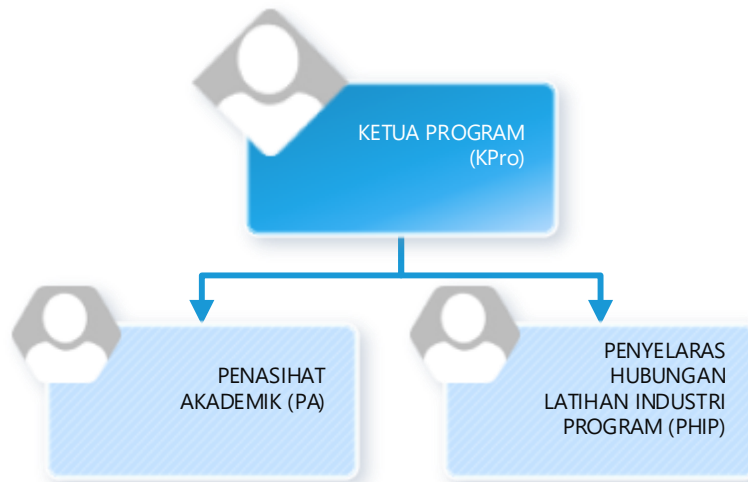 KETUA PROGRAM
(KPro)
PENASIHAT
AKADEMIK (PA)
PENYELARAS
HUBUNGAN
LATIHAN INDUSTRI
PROGRAM (PHIP)